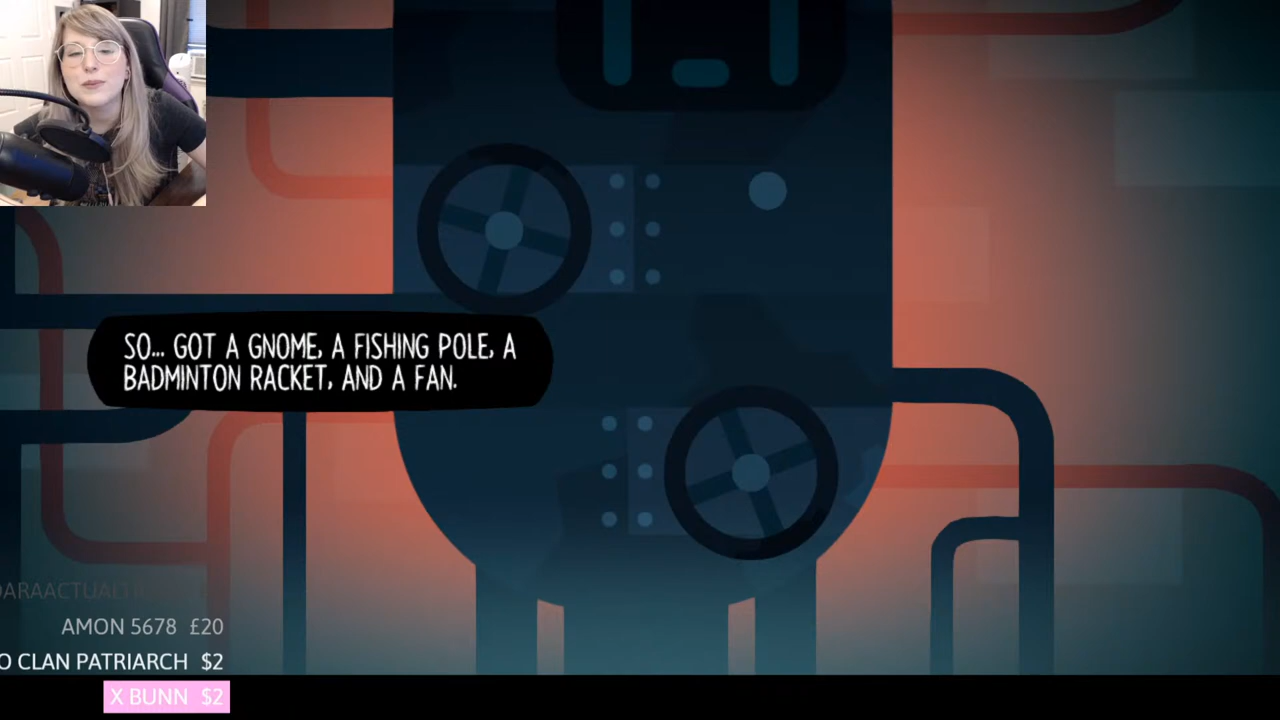 SO... GOT A GNOME, A FISHING POLE, A
BADMINTON RACKET, AND A FAN.
AMON 5678 £20
O CLAN PATRIARCH $2
X BUNN $2